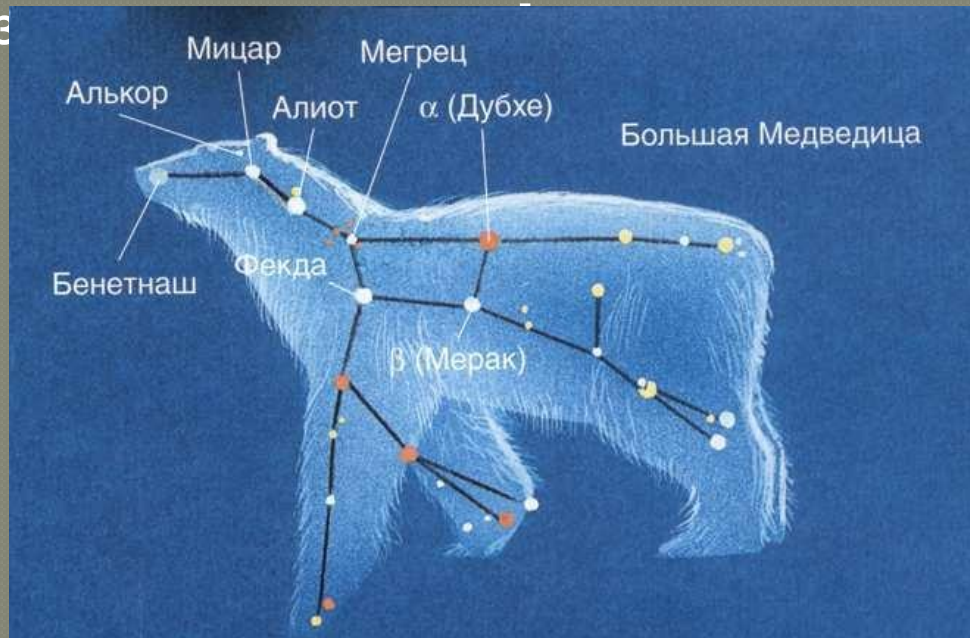 Мицар
Мегрец
Алькор
Алиот
α (Дубхе)
Большая Медведица
Фекда
Бенетнаш
β (Мерак)